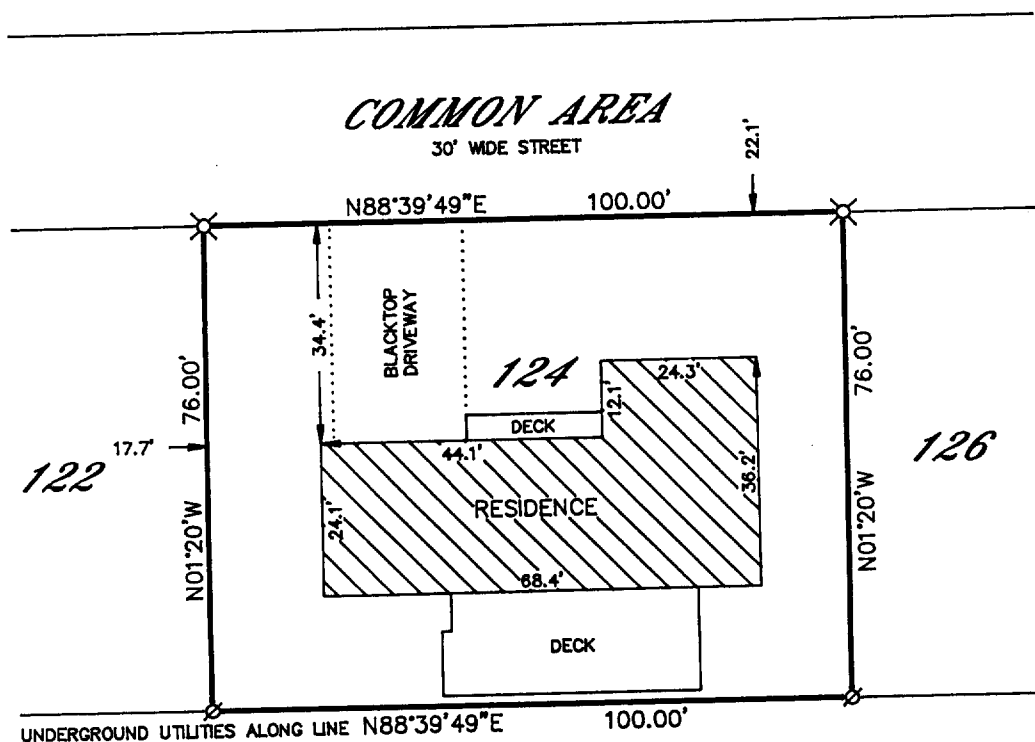 COMMON AREA
30' WIDE STREET
22.1'
N88°39'49"E 100.00'
34.4'
BLACKTOP
DRIVEWAY
76.00'
76.00'
124
24.3'
12.1'
DECK
17.7'
44.1'
36.2'
122
126
RESIDENCE
24.1'
N01°20'W
N01°20'W
68.4'
DECK
UNDERGROUND UTILITIES ALONG LINE N88°39'49"E 100.00'